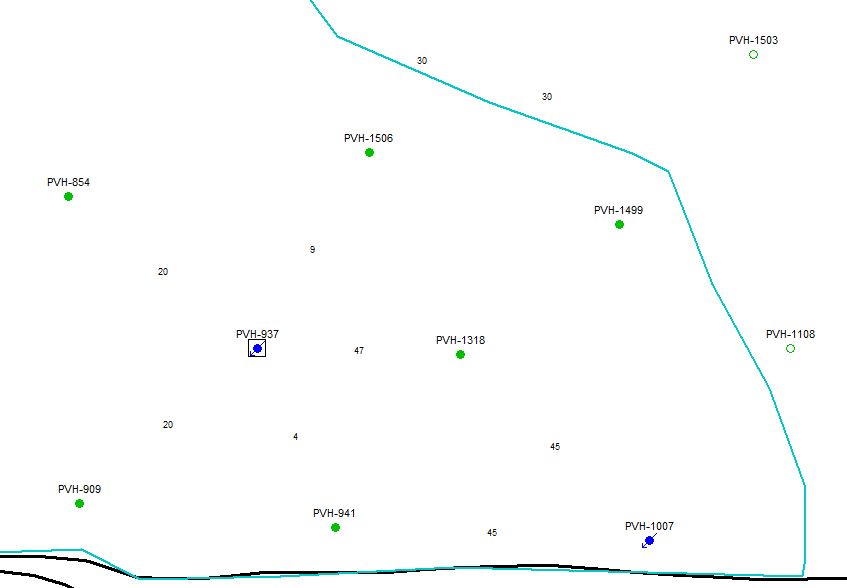 PVH-1503
30
30
PVH-1506
PVH-854
PVH-1499
9
20
PVH-937
PVH-1318
PVH-1108
47
20
4
45
PVH-909
PVH-941
PVH-1007
45